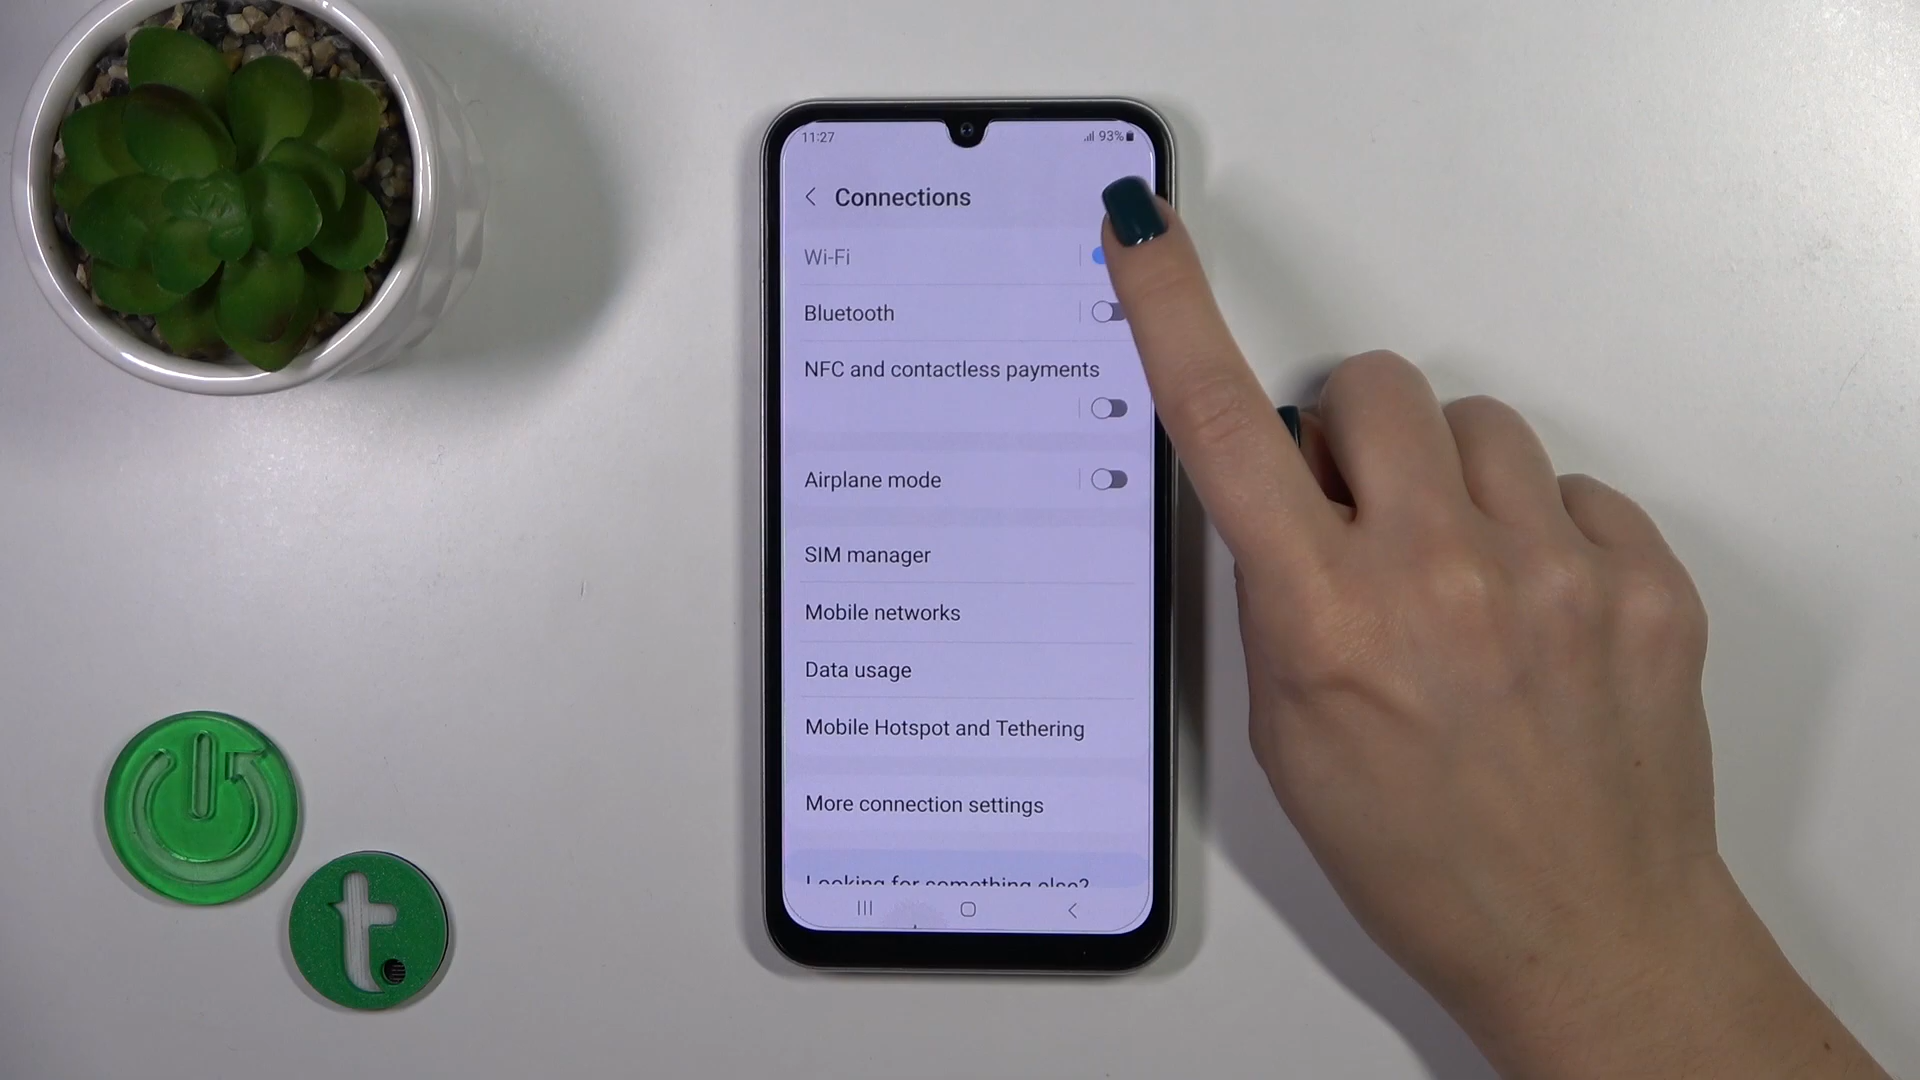 11:27
93%
Connections
Wi-Fi
Bluetooth
NFC and contactless payments
Airplane mode
SIM manager
Mobile networks
Data usage
Mobile Hotspot and Tethering
More connection settings
Looking for something else?
t.